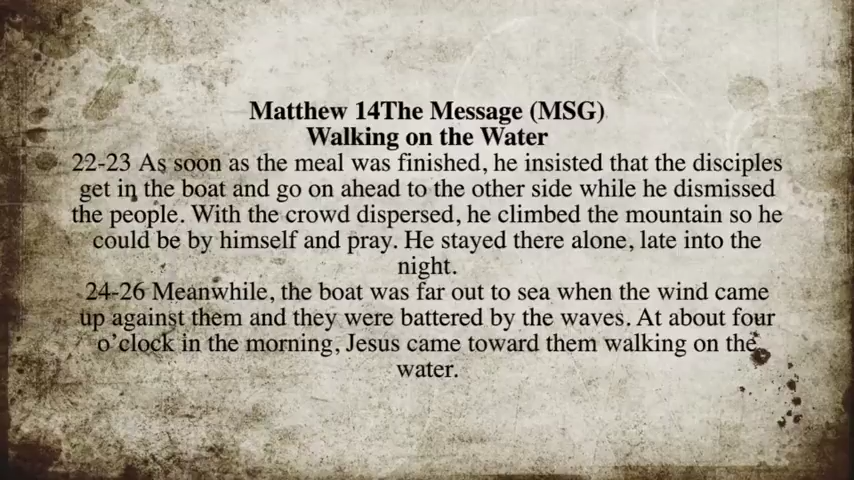 Matthew 14The Message (MSG)
Walking on the Water
22-23 As soon as the meal was finished, he insisted that the disciples
get in the boat and go on ahead to the other side while he dismissed
the people. With the crowd dispersed, he climbed the mountain so he
could be by himself and pray. He stayed there alone, late into the
night.
24-26 Meanwhile, the boat was far out to sea when the wind came
up against them and they were battered by the waves. At about four
o'clock in the morning, Jesus came toward them walking on the
water.